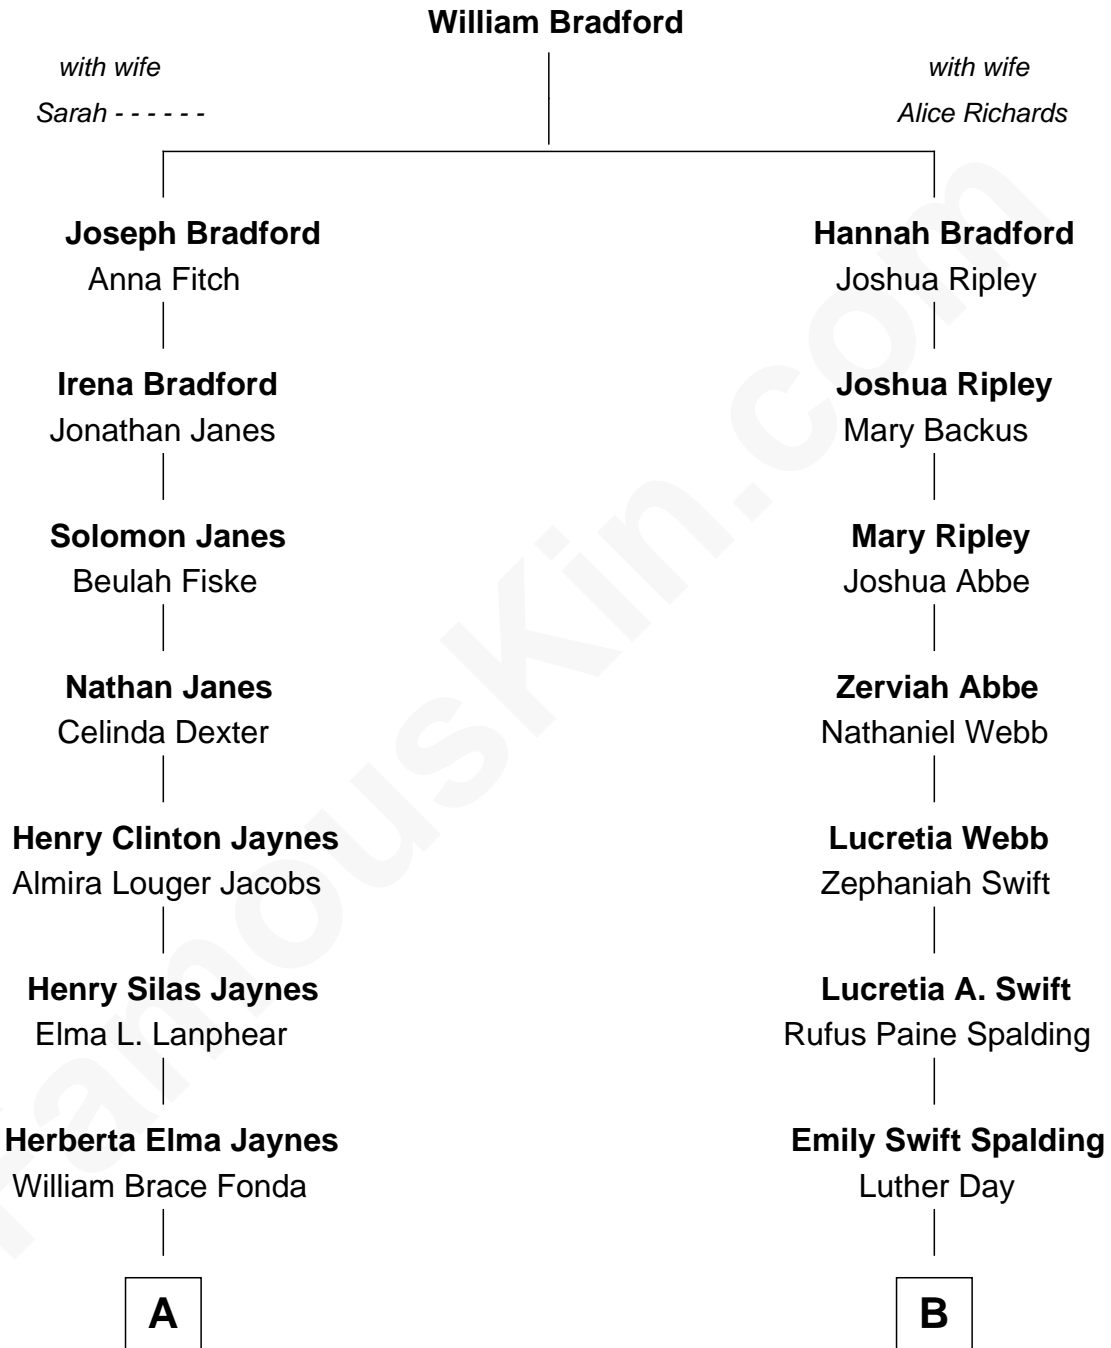 William Bradford
with wife
Sarah - - - - - -
with wife
Alice Richards
Joseph Bradford
Anna Fitch
Hannah Bradford
Joshua Ripley
Irena Bradford
Jonathan Janes
Joshua Ripley
Mary Backus
Solomon Janes
Beulah Fiske
Mary Ripley
Joshua Abbe
Nathan Janes
Celinda Dexter
Zerviah Abbe
Nathaniel Webb
Henry Clinton Jaynes
Almira Louger Jacobs
Lucretia Webb
Zephaniah Swift
Henry Silas Jaynes
Elma L. Lanphear
Lucretia A. Swift
Rufus Paine Spalding
Herberta Elma Jaynes
William Brace Fonda
Emily Swift Spalding
Luther Day
A
B
FamousKin.com